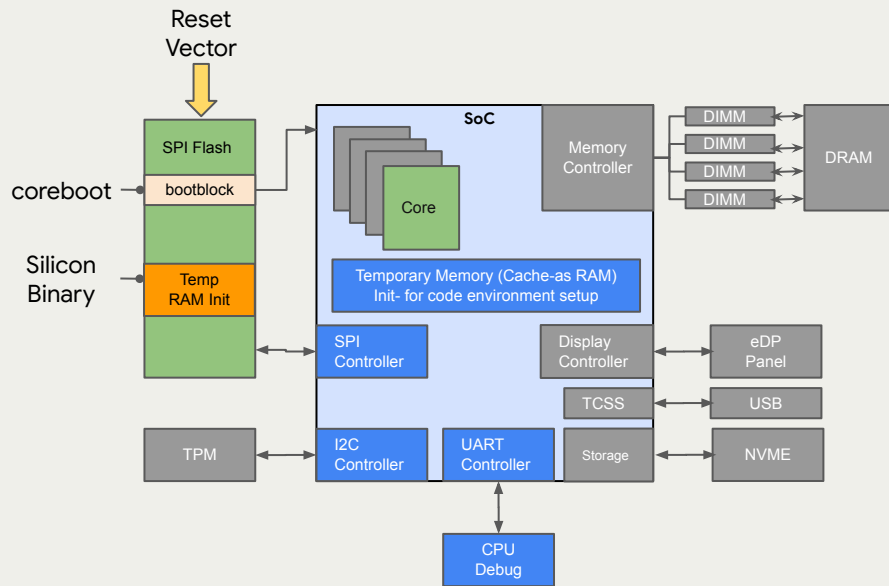 Reset
Vector
SPI Flash
coreboot
bootblock
Silicon
Binary
Temp
RAM Init
SoC
Core
Memory
Controller
DIMM
DIMM
DIMM
DIMM
DRAM
Temporary Memory (Cache-as RAM)
Init- for code environment setup
SPI
Controller
Display
Controller
eDP
Panel
TCSS
USB
TPM
I2C
Controller
UART
Controller
Storage
NVME
CPU
Debug